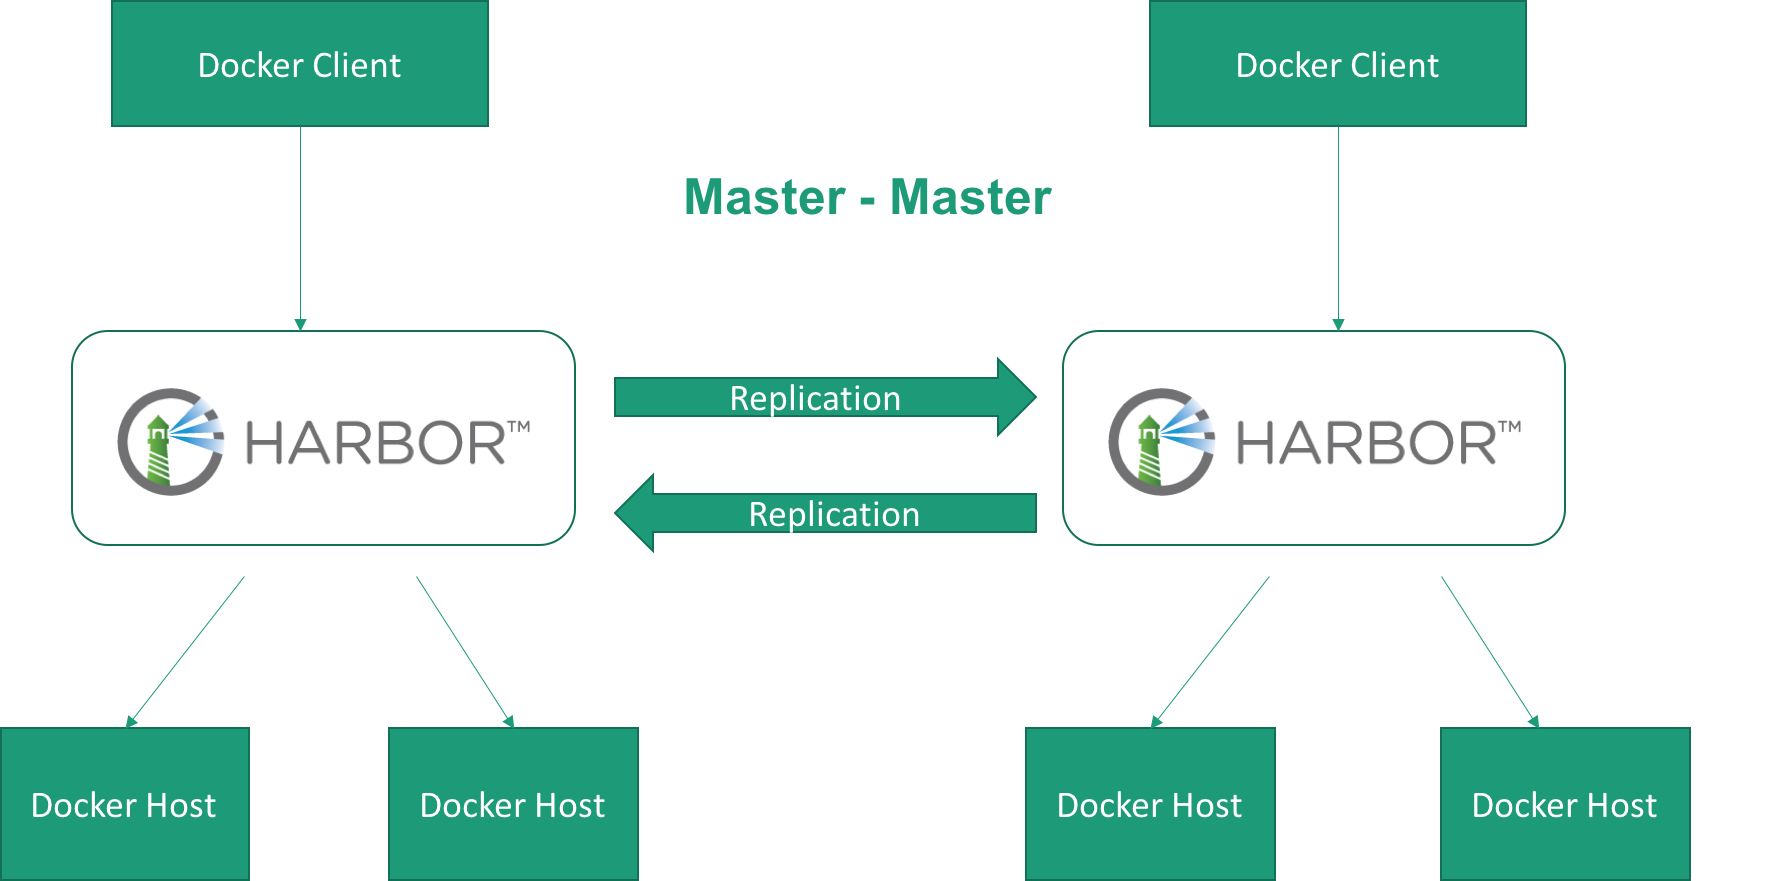 Docker Client
Docker Client
Master - Master
HARBOR™
Replication
HARBOR™
Replication
Docker Host
Docker Host
Docker Host
Docker Host